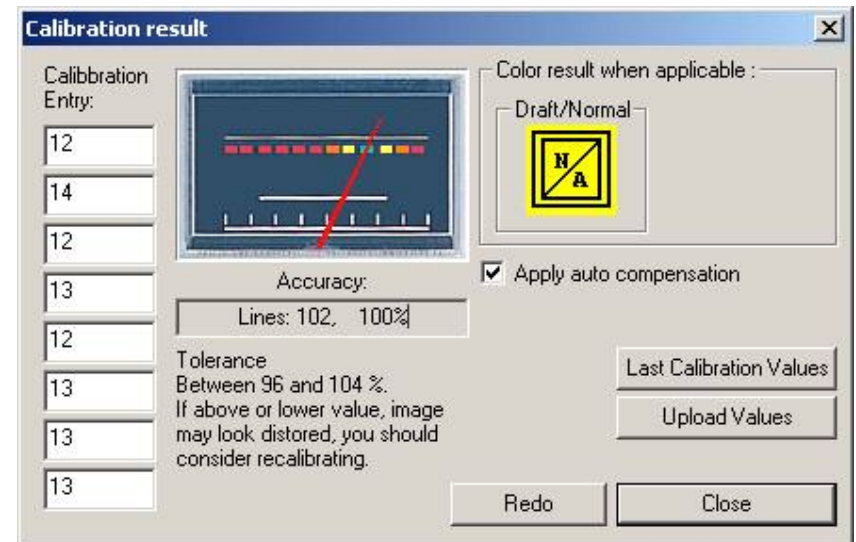 Calibration result
Calibbration
Entry:
12
14
12
13
12
13
13
13
Accuracy:
Lines: 102, 100%
Tolerance
Between 96 and 104 %.
If above or lower value, image
may look distored, you should
consider recalibrating.
Color result when applicable :
Draft/Normal
N/A
Apply auto compensation
Last Calibration Values
Upload Values
Redo
Close